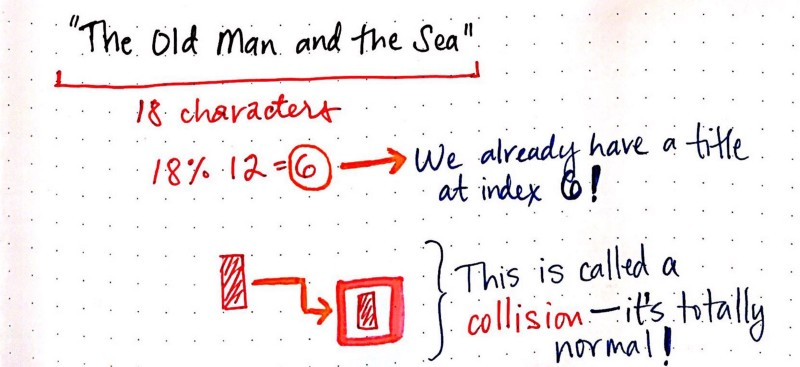 "The Old Man and the Sea"
18 characters
18% 12 = 6 We already have a title
at index 6!
This is called a
collision—it's totally
normal!